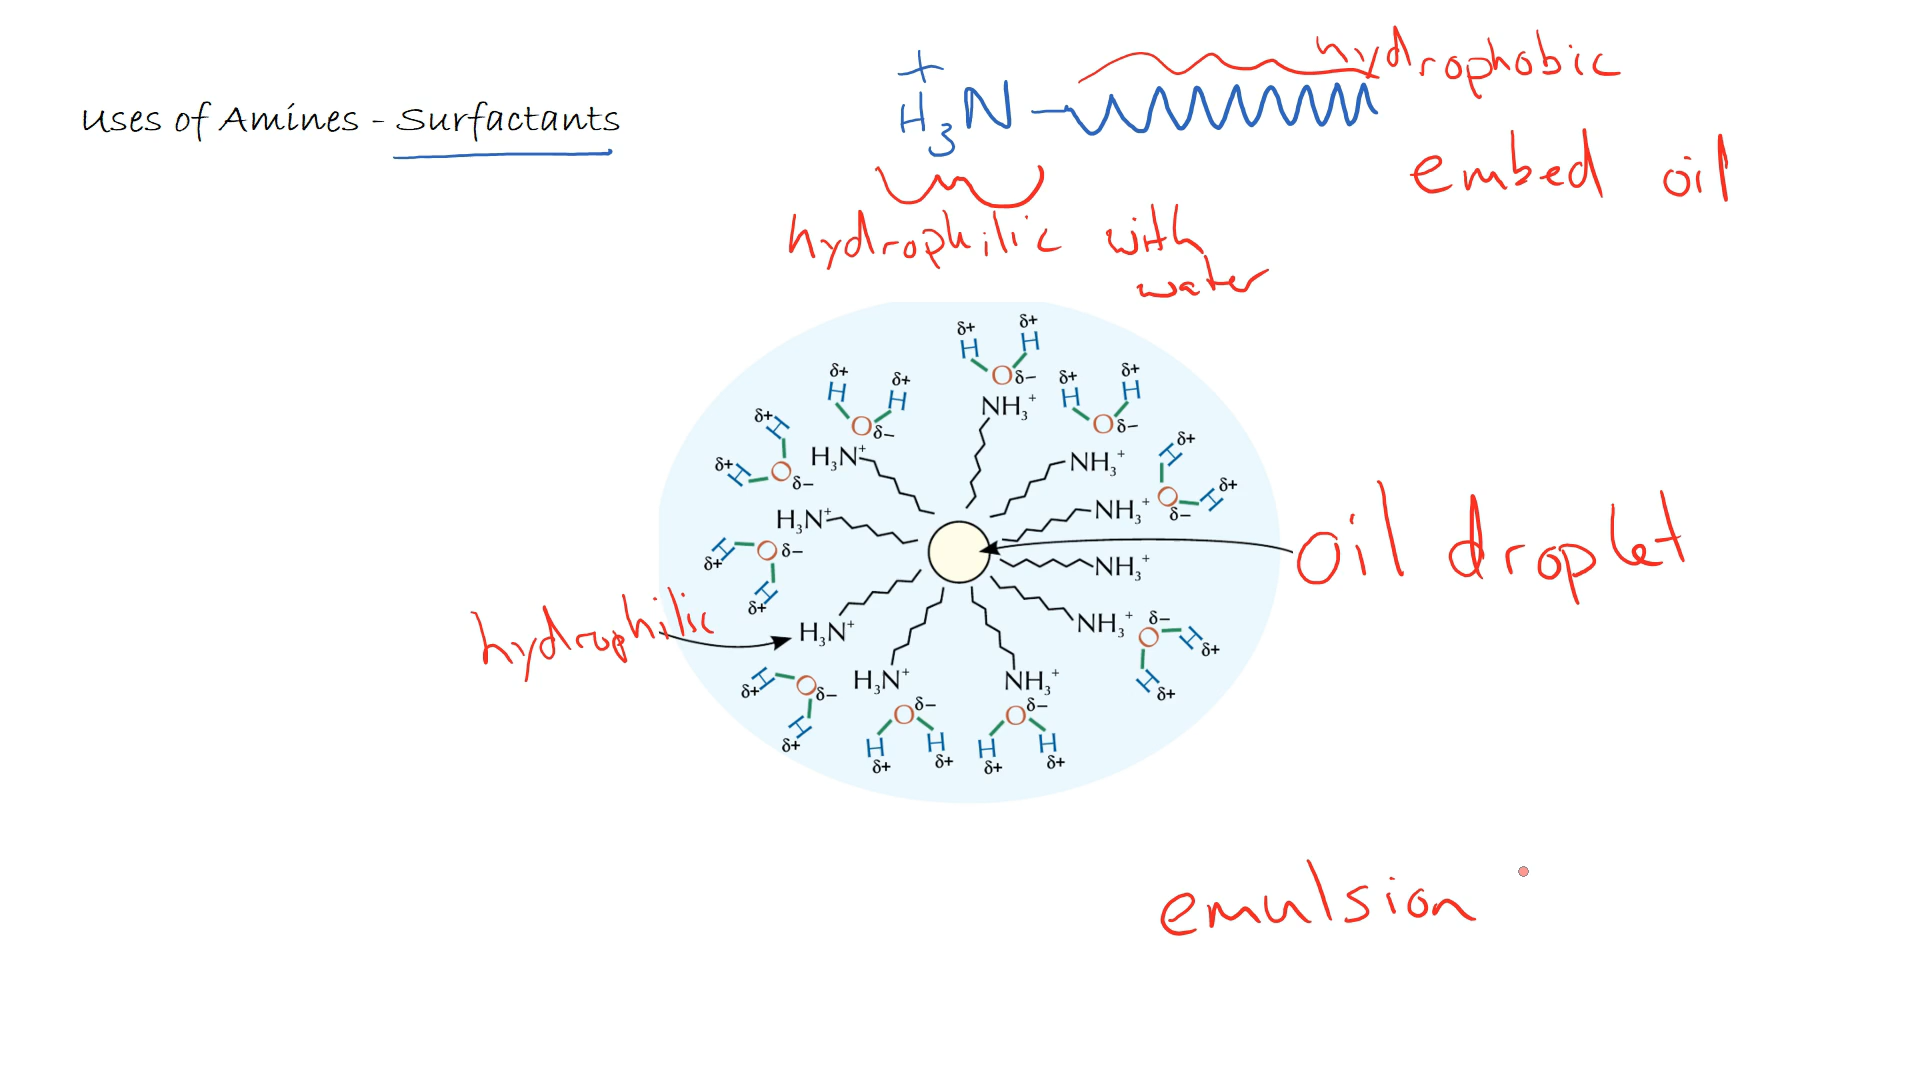 Uses of Amines - Surfactants
+
H₃N
hydrophobic
embed oil
hydrophilic with
water
δ+ H δ+ H O δ−
δ+ H δ+ H O δ−
δ+ H δ+ H O δ−
NH₃⁺
δ+ H δ+ H O δ−
H₃N⁺
NH₃⁺
δ+ H O H δ+ δ−
H₃N⁺
NH₃⁺
δ+ H O δ− H δ+
oil droplet
NH₃⁺
hydrophilic
H₃N⁺
NH₃⁺
δ− O H δ+ H δ+
δ+ H O δ− H δ+
H₃N⁺
NH₃⁺
O δ− H δ+ H δ+
O δ− H δ+ H δ+
emulsion